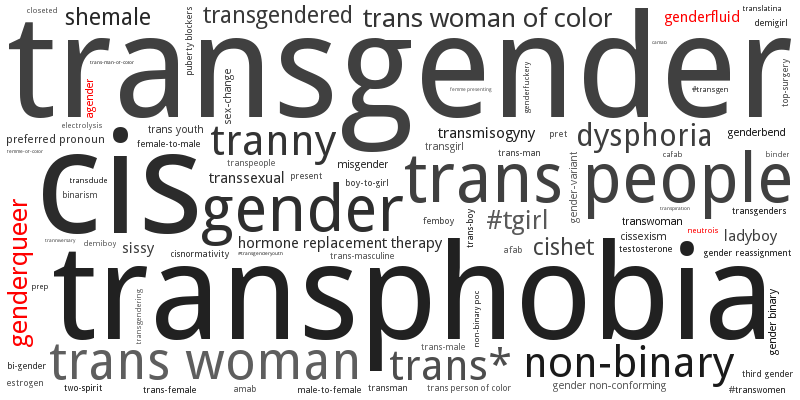 closeted
shemale
puberty blockers
transgendered
trans woman of color
genderfluid
translatina
demigirl
transgender
trans-man-of-color
agender
sex-change
femme-presenting
genderfuckery
#transgen
top-surgery
electrolysis
preferred pronoun
trans youth
female-to-male
tranny
transmisogyny
pret
dysphoria
genderbend
transgirl
cis
transpeople
misgender
trans-man
cafab
binder
transdude
binarism
transsexual
present
boy-to-girl
gender
trans people
gender-variant
transgenders
genderqueer
femboy
trans-boy
#tgirl
transwoman
neutrois
ladyboy
demiboy
sissy
hormone replacement therapy
cissexism
cisnormativity
#transgenderyouth
trans-masculine
afab
cishet
testosterone
gender reassignment
prep
transgendering
transphobia
non-binary poc
gender binary
trans-male
trans woman
trans*
non-binary
bi-gender
estrogen
two-spirit
trans-female
amab
male-to-female
transman
trans person of color
gender non-conforming
third gender
#transwomen